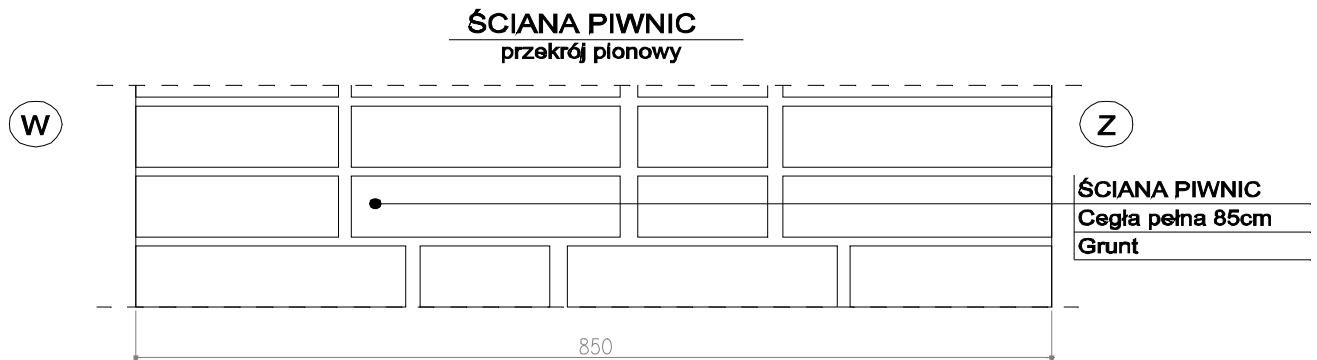 ŚCIANA PIWNIC
przekrój pionowy
W
Z
ŚCIANA PIWNIC
Cegła pełna 85cm
Grunt
850